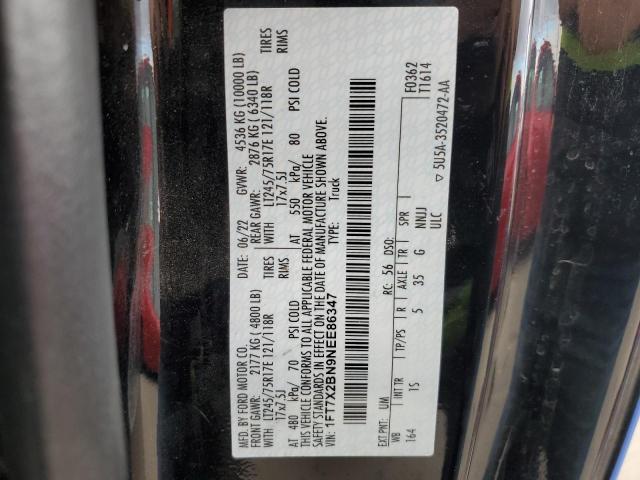 MFD. BY FORD MOTOR CO.
DATE: 06/22 GVWR: 4536 KG (10000 LB)
FRONT GAWR: 2177 KG ( 4800 LB) REAR GAWR: 2876 KG ( 6340 LB)
WITH LT245/75R17E 121/118R TIRES WITH LT245/75R17E 121/118R TIRES
17x7.5J RIMS 17x7.5J RIMS
AT 480 kPa/ 70 PSI COLD AT 550 kPa/ 80 PSI COLD
THIS VEHICLE CONFORMS TO ALL APPLICABLE FEDERAL MOTOR VEHICLE
SAFETY STANDARDS IN EFFECT ON THE DATE OF MANUFACTURE SHOWN ABOVE.
1FT7X2BN9NEE86347 TYPE: Truck
EXT PNT: UM RC: 56 DSO: F0362
WB INT TR TP/PS R AXLE TR SPR T1614
164 1S 5 35 G NNJJ
ULC ▽ 5U5A-3520472-AA